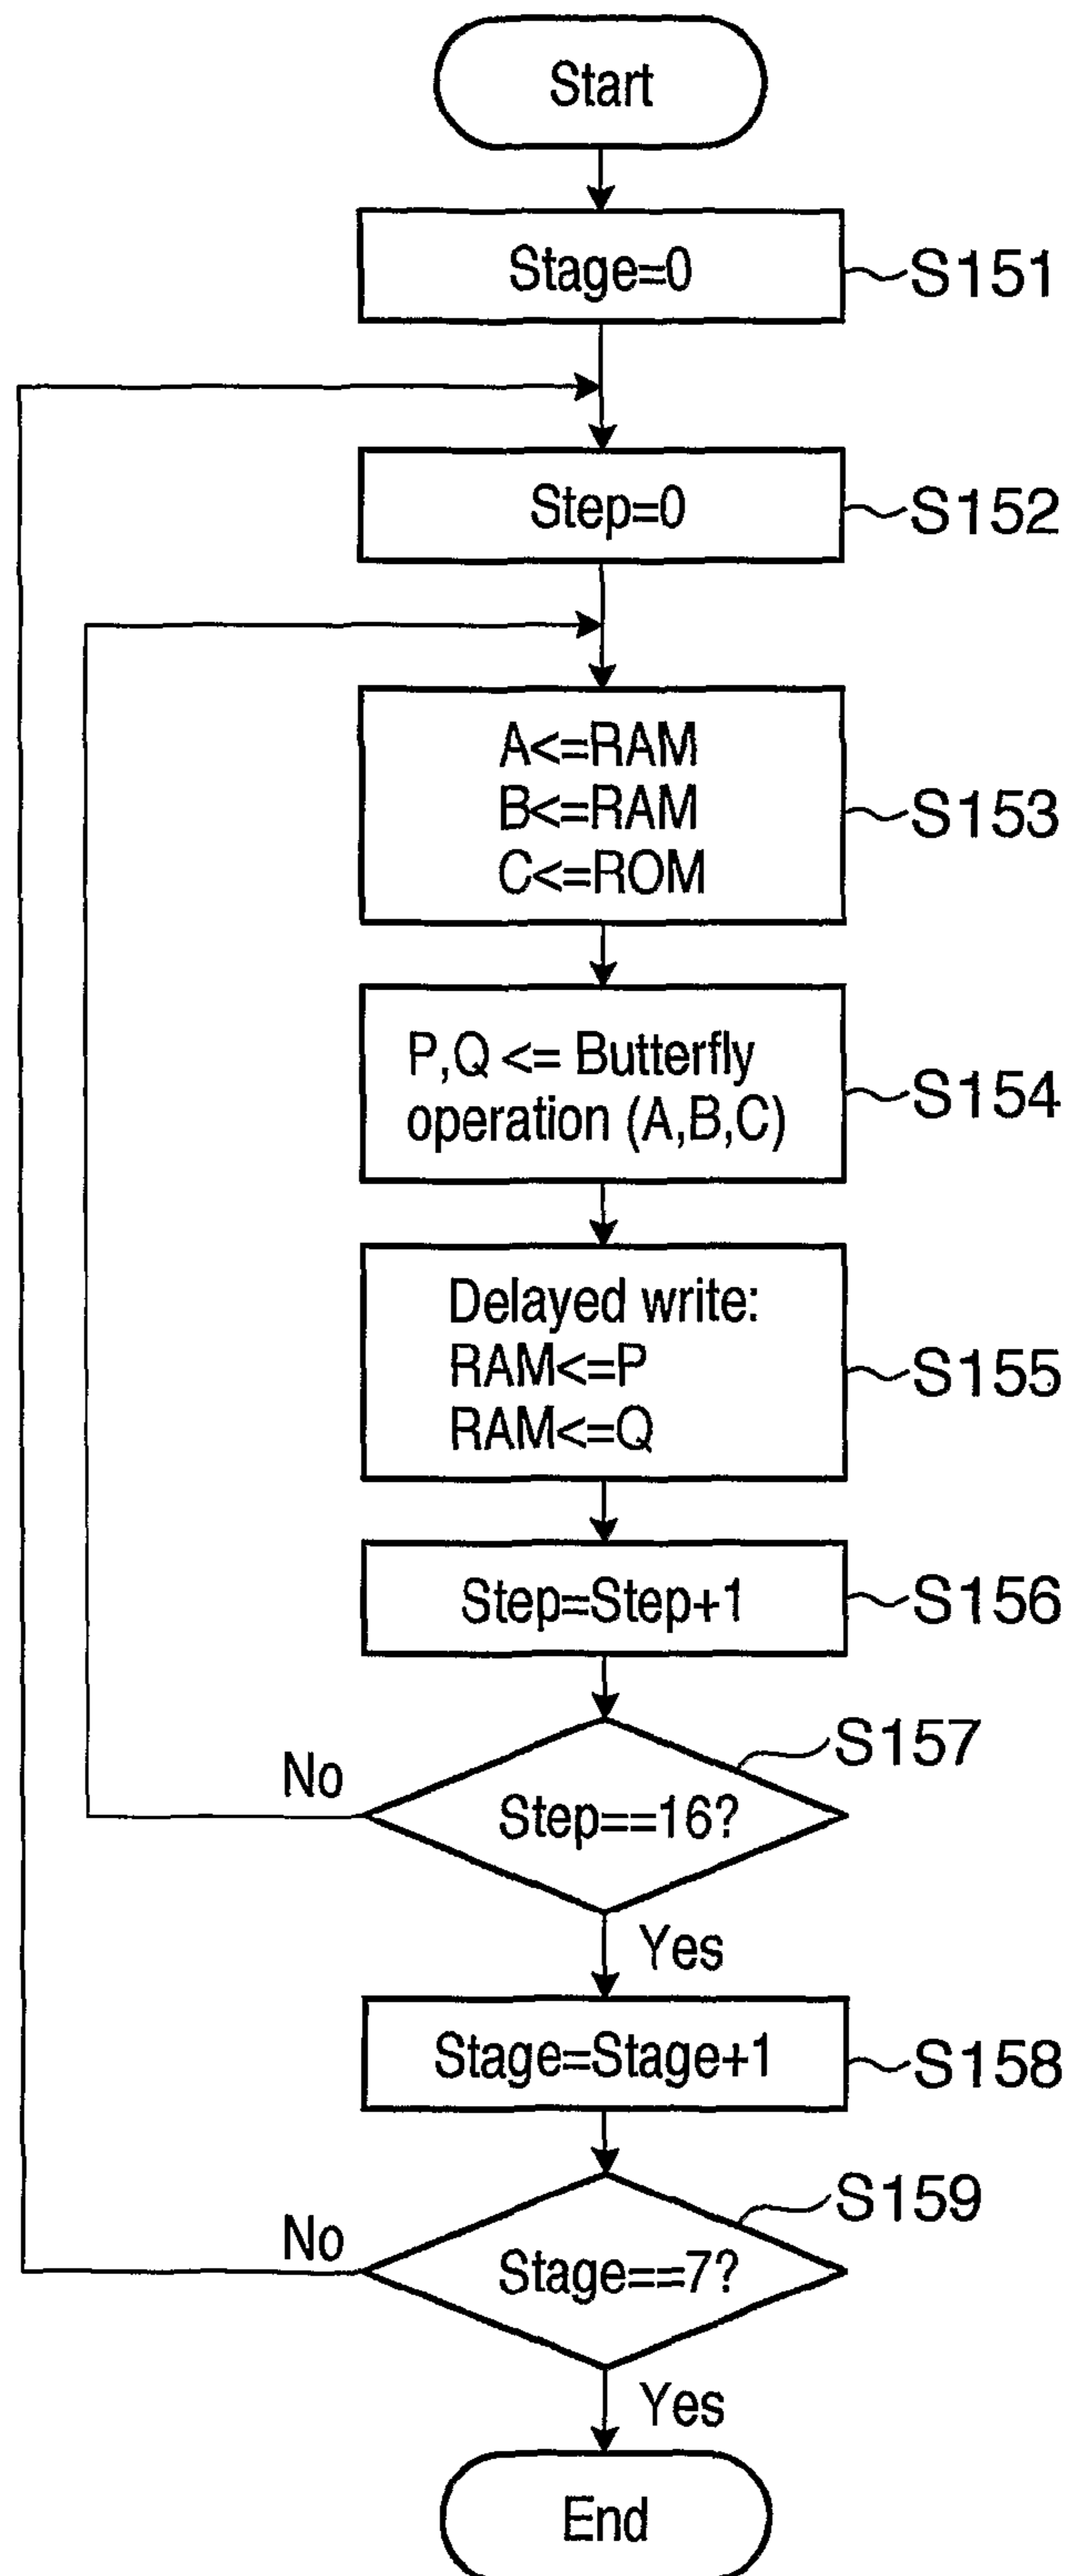 Start
Stage=0
S151
Step=0
S152
A<=RAM
B<=RAM
C<=ROM
S153
P,Q <= Butterfly
operation (A,B,C)
S154
Delayed write:
RAM<=P
RAM<=Q
S155
Step=Step+1
S156
S157
No
Step==16?
Yes
Stage=Stage+1
S158
S159
No
Stage==7?
Yes
End